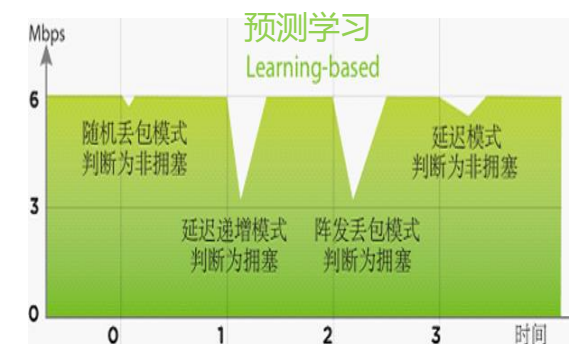 预测学习
Mbps
Learning-based
6
随机丢包模式
判断为非拥塞
延迟模式
判断为非拥塞
3
延迟递增模式
判断为拥塞
阵发丢包模式
判断为拥塞
0
0
1
2
3
时间